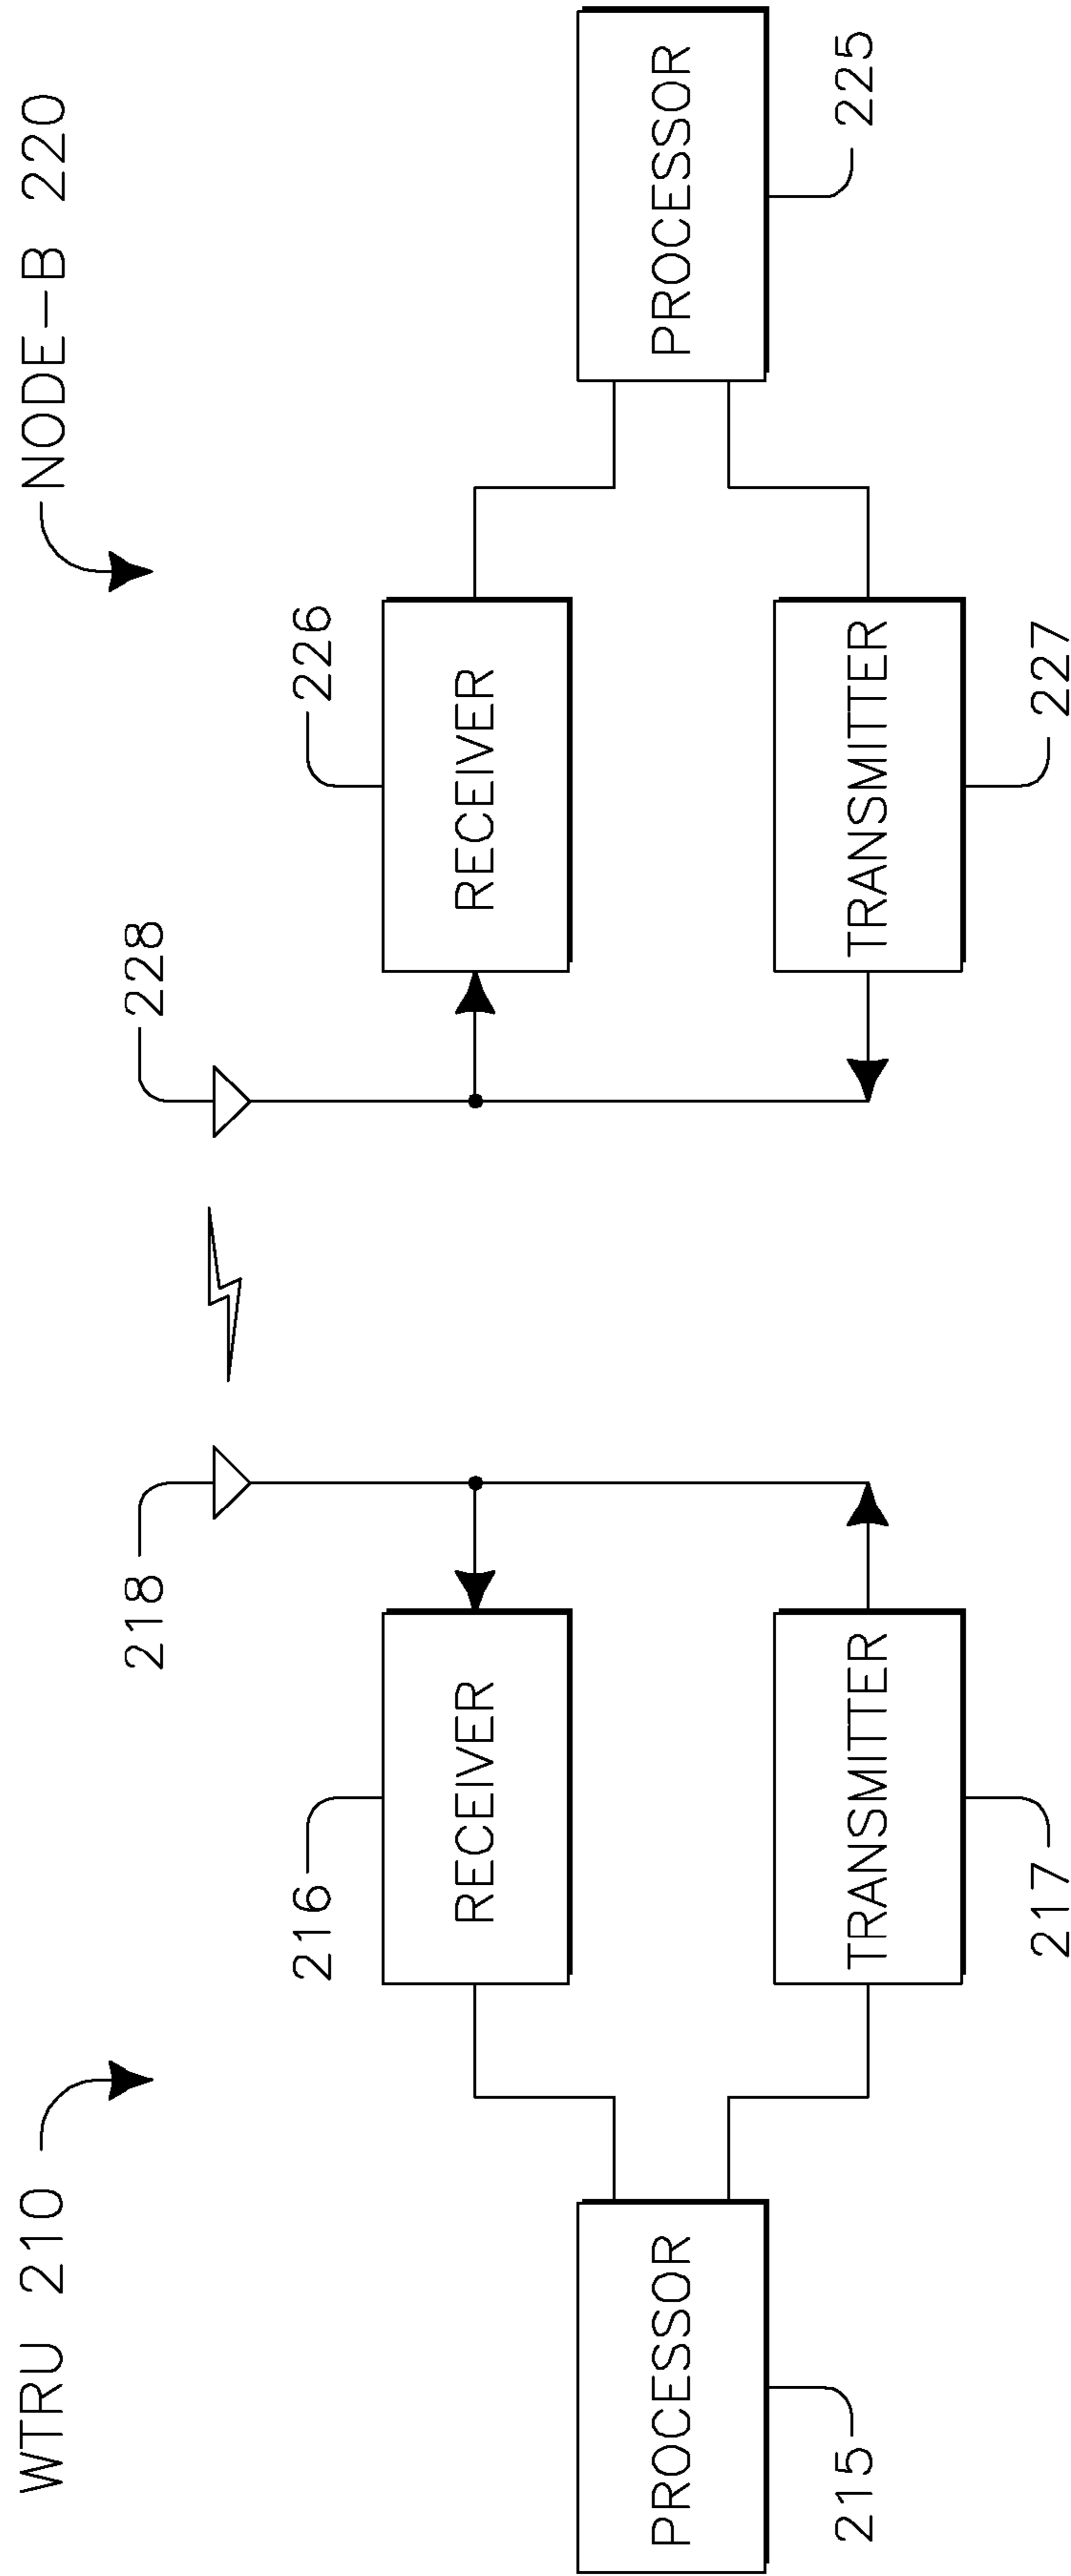 WTRU 210
NODE-B 220
218
228
216
226
RECEIVER
RECEIVER
PROCESSOR
PROCESSOR
215
225
TRANSMITTER
TRANSMITTER
217
227